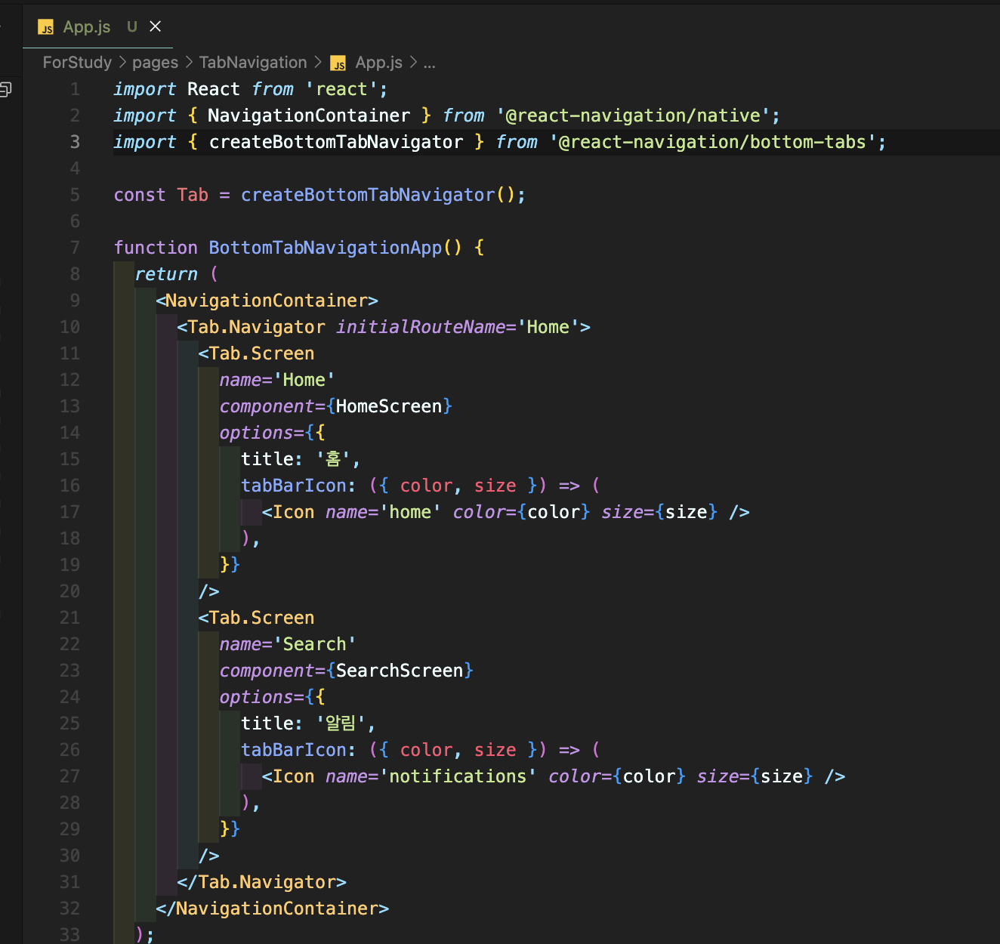 JS App.js U ×
ForStudy > pages > TabNavigation > JS App.js > ...
1 import React from 'react';
2 import { NavigationContainer } from '@react-navigation/native';
3 import { createBottomTabNavigator } from '@react-navigation/bottom-tabs';
4
5 const Tab = createBottomTabNavigator();
6
7 function BottomTabNavigationApp() {
8   return (
9     <NavigationContainer>
10       <Tab.Navigator initialRouteName='Home'>
11         <Tab.Screen
12           name='Home'
13           component={HomeScreen}
14           options={{
15             title: '홈',
16             tabBarIcon: ({ color, size }) => (
17               <Icon name='home' color={color} size={size} />
18             ),
19           }}
20         />
21         <Tab.Screen
22           name='Search'
23           component={SearchScreen}
24           options={{
25             title: '알림',
26             tabBarIcon: ({ color, size }) => (
27               <Icon name='notifications' color={color} size={size} />
28             ),
29           }}
30         />
31       </Tab.Navigator>
32     </NavigationContainer>
33   );